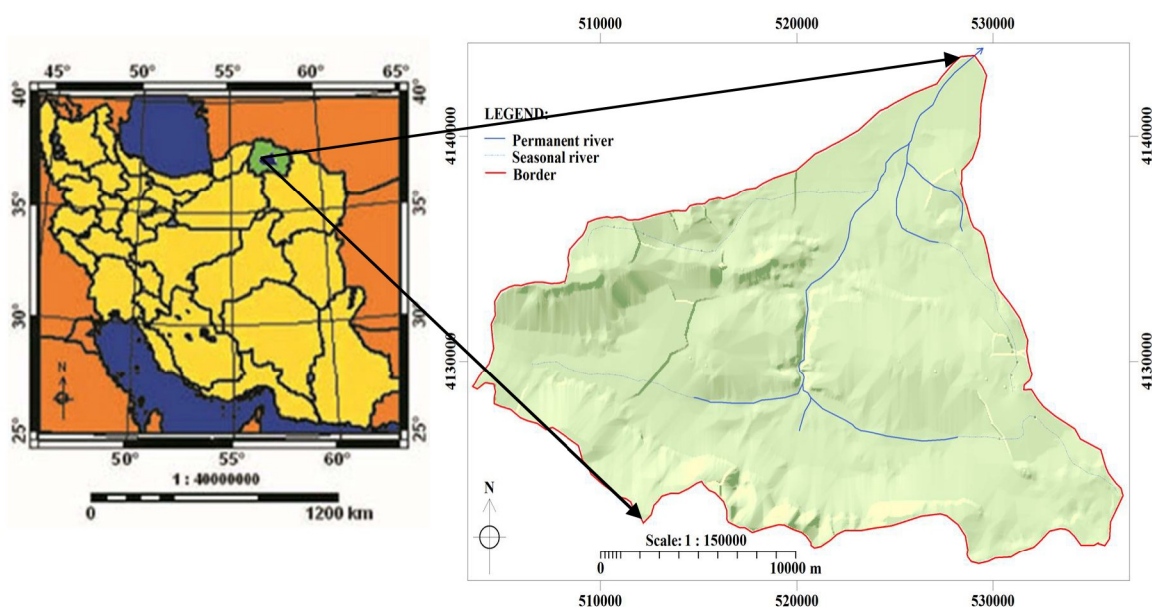 45° 50° 55° 60° 65°
40°
35°
30°
25°
40°
35°
30°
25°
N
50° 55° 60°
1 : 40000000
0 1200 km
510000 520000 530000
4140000
4130000
4140000
4130000
LEGEND:
Permanent river
Seasonal river
Border
N
Scale: 1 : 150000
0 10000 m
510000 520000 530000